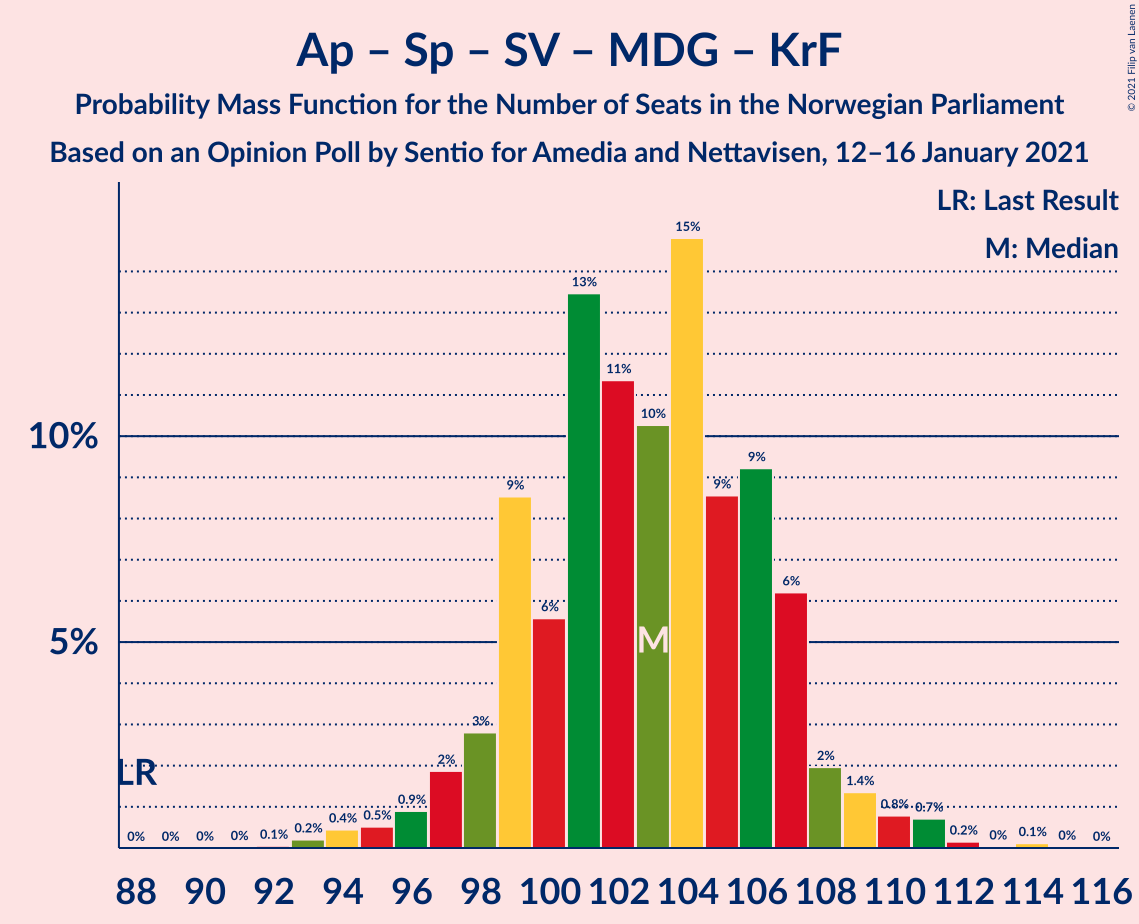 Ap – Sp – SV – MDG – KrF
Probability Mass Function for the Number of Seats in the Norwegian Parliament
Based on an Opinion Poll by Sentio for Amedia and Nettavisen, 12–16 January 2021
© 2021 Filip van Laenen
LR: Last Result
M: Median
15%
13%
11%
10%
10%
9%
9%
9%
6%
6%
5%
M
3%
2%
2%
LR
1.4%
0.9%
0.8%
0.7%
0.5%
0.4%
0.2%
0.2%
0% 0% 0% 0% 0.1% 0% 0.1% 0% 0%
88 90 92 94 96 98 100 102 104 106 108 110 112 114 116